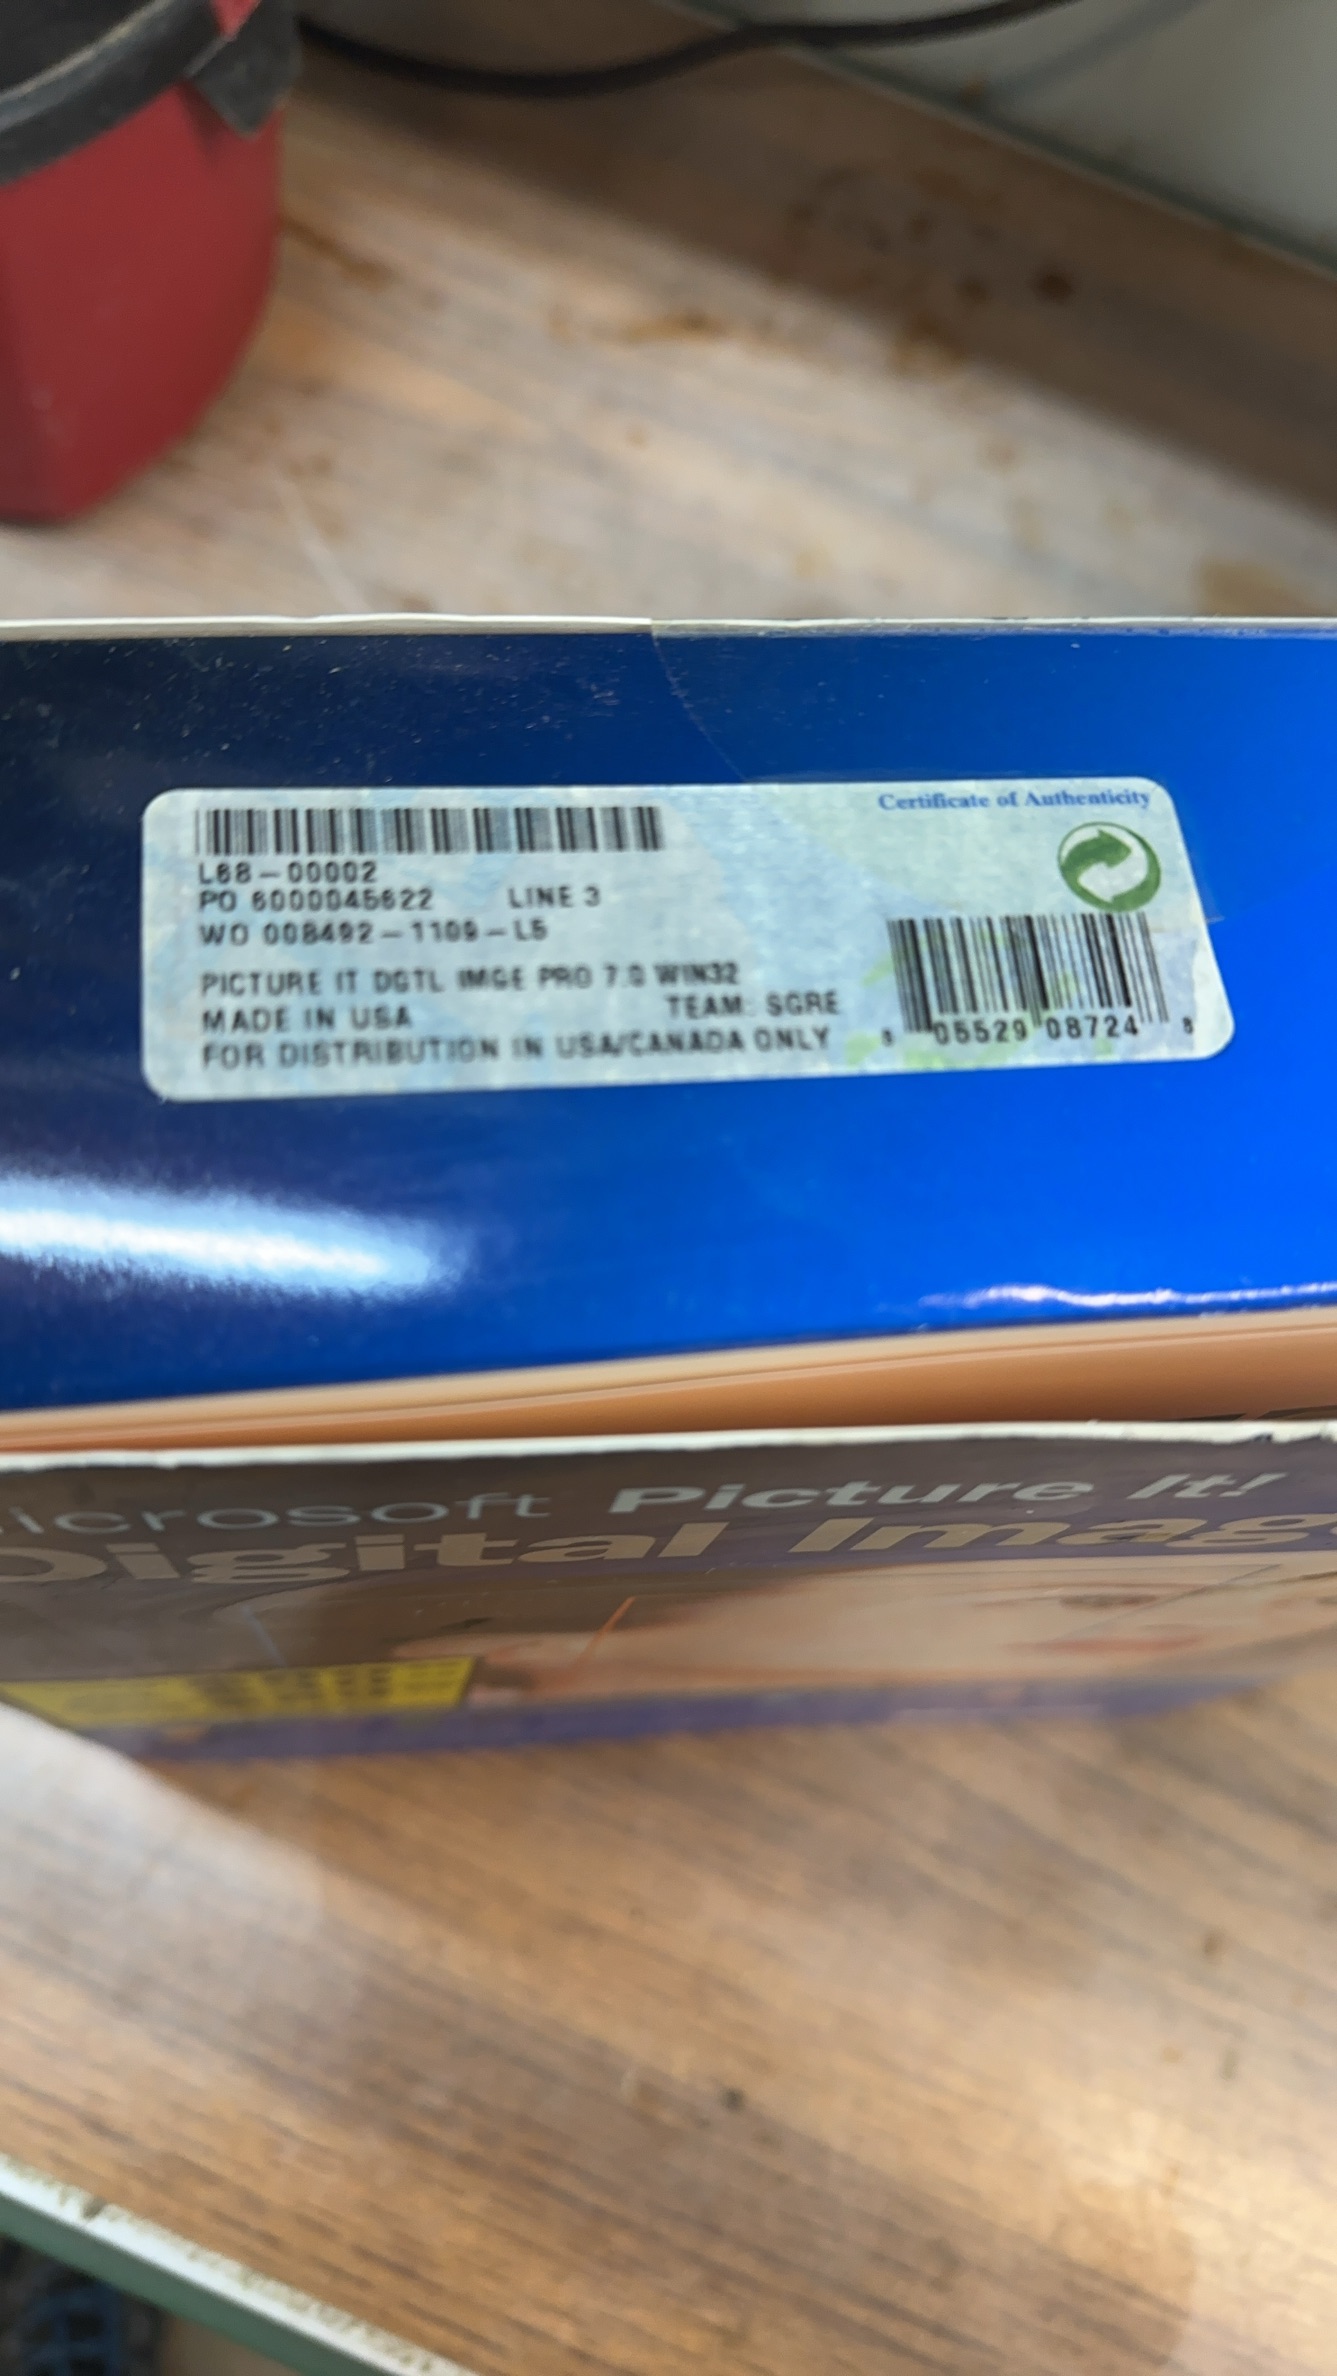 Certificate of Authenticity
L68-00002
PO 6000045622 LINE 3
WO 008492-1109-L5
PICTURE IT DGTL IMGE PRO 7.0 WIN32
MADE IN USA TEAM: SGRE
FOR DISTRIBUTION IN USA/CANADA ONLY
8 05529 08724 8
Microsoft Picture It!
Digital